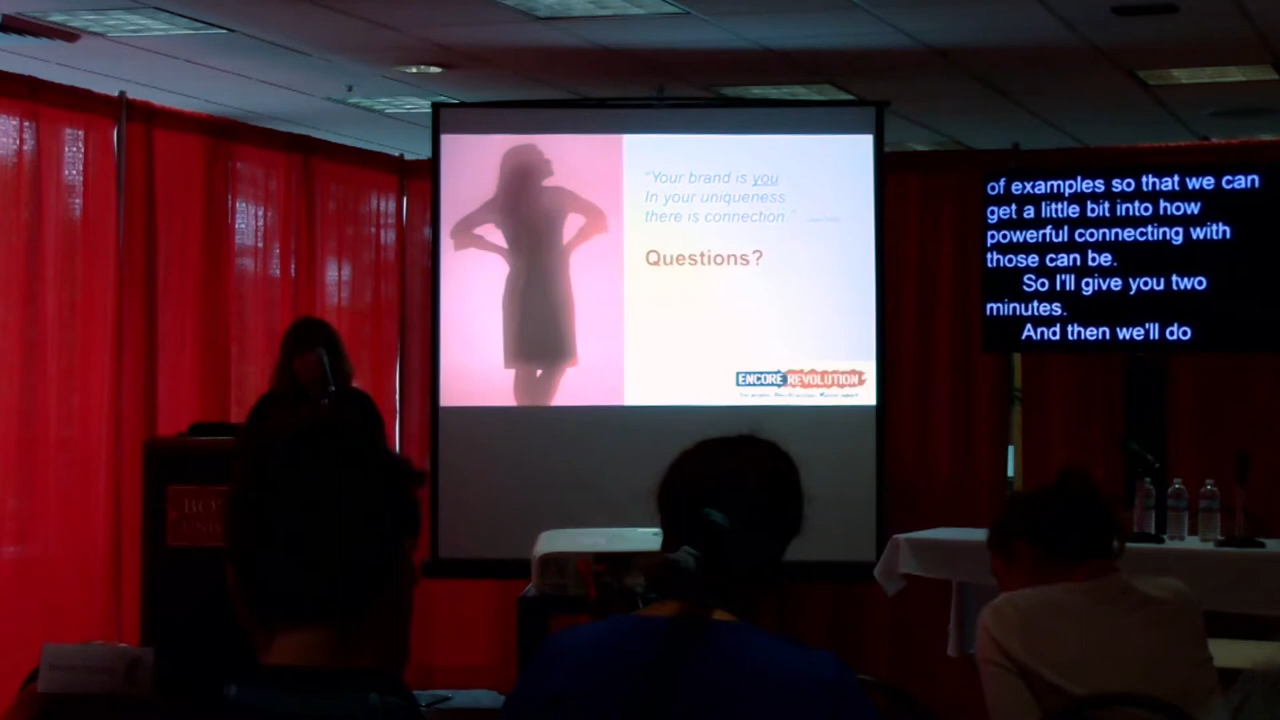 "Your brand is you
In your uniqueness
there is connection."
Questions?
ENCORE REVOLUTION
of examples so that we can
get a little bit into how
powerful connecting with
those can be.
So I'll give you two
minutes.
And then we'll do
BO
UNI